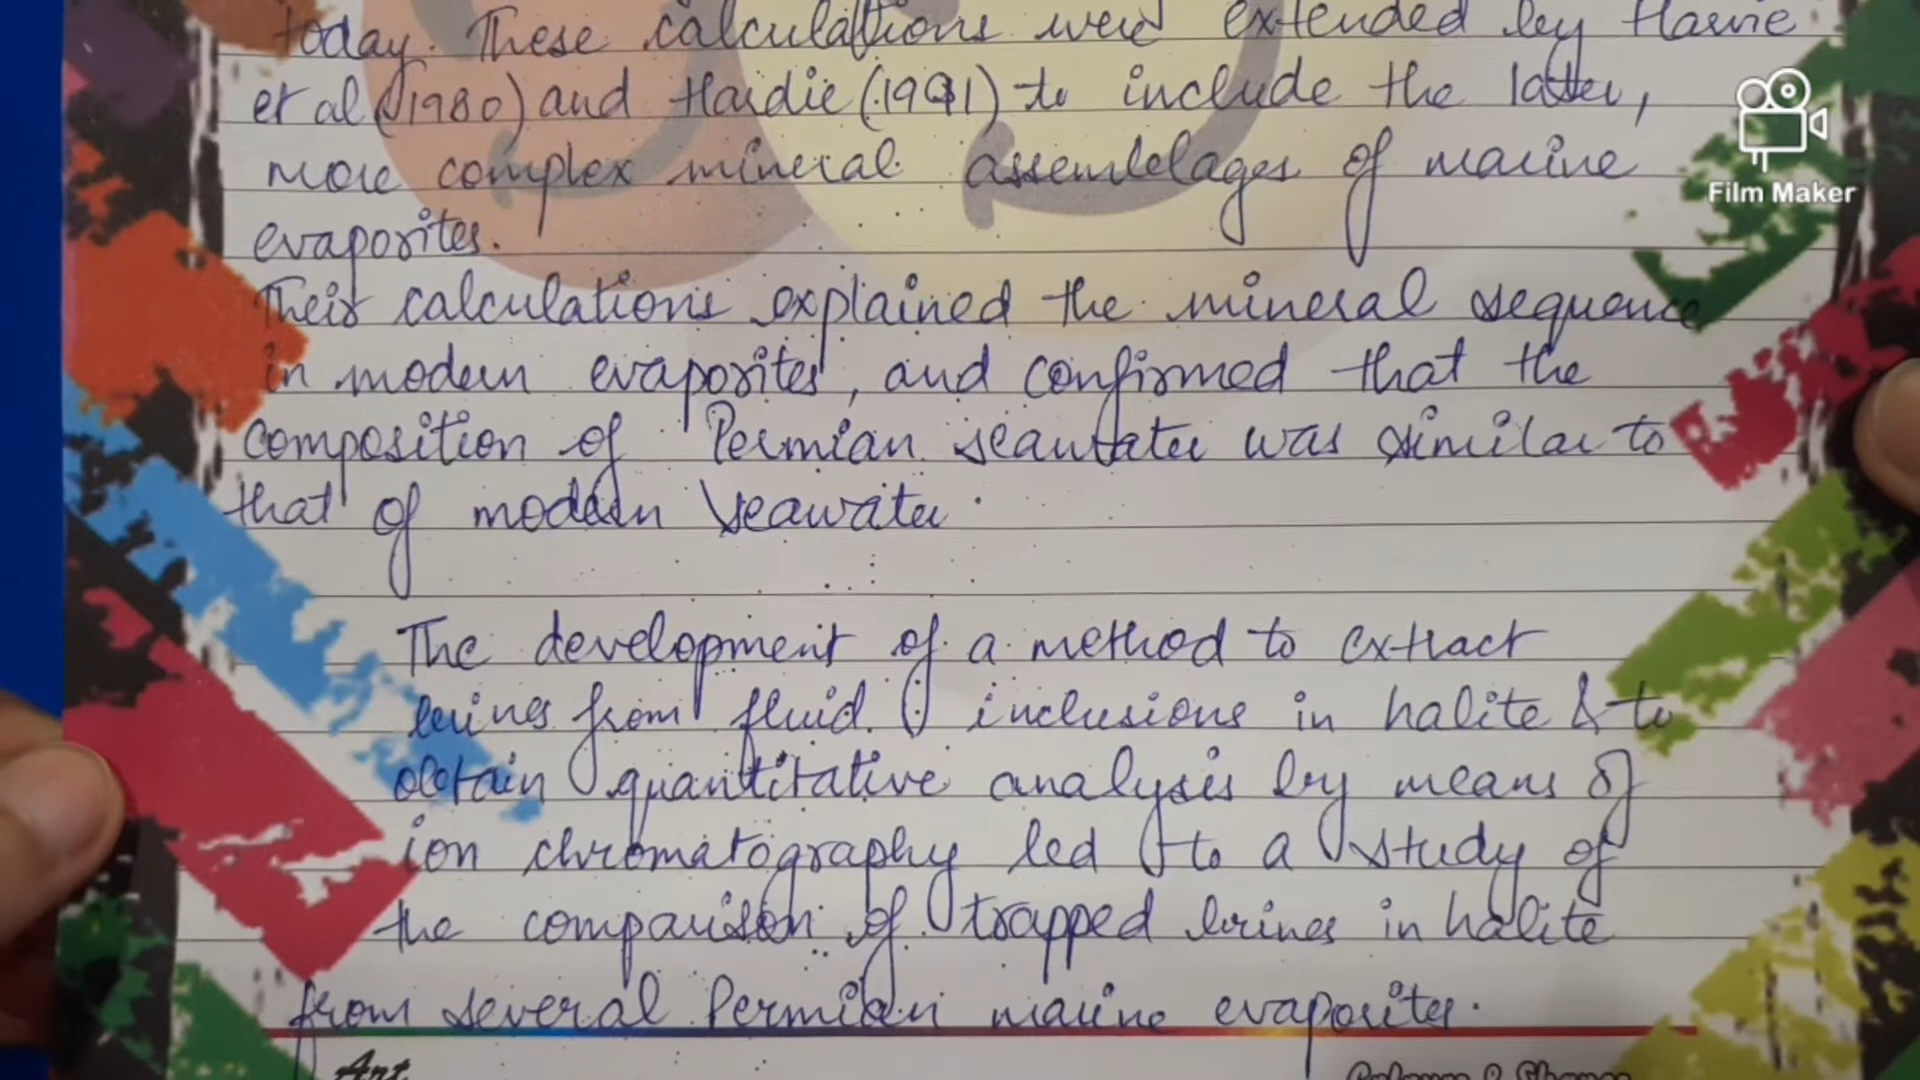 today. These calculations were extended by Harvie
et al (1980) and Hardie (1991) to include the later,
more complex mineral assemblages of marine
evaporites.
Their calculations explained the mineral sequence
in modern evaporites, and confirmed that the
composition of Permian seawater was similar to
that of modern seawater.
The development of a method to extract
brines from fluid inclusions in halite & to
obtain quantitative analysis by means of
ion chromatography led to a study of
the comparison of trapped brines in halite
from several Permian marine evaporites.
Art
Film Maker